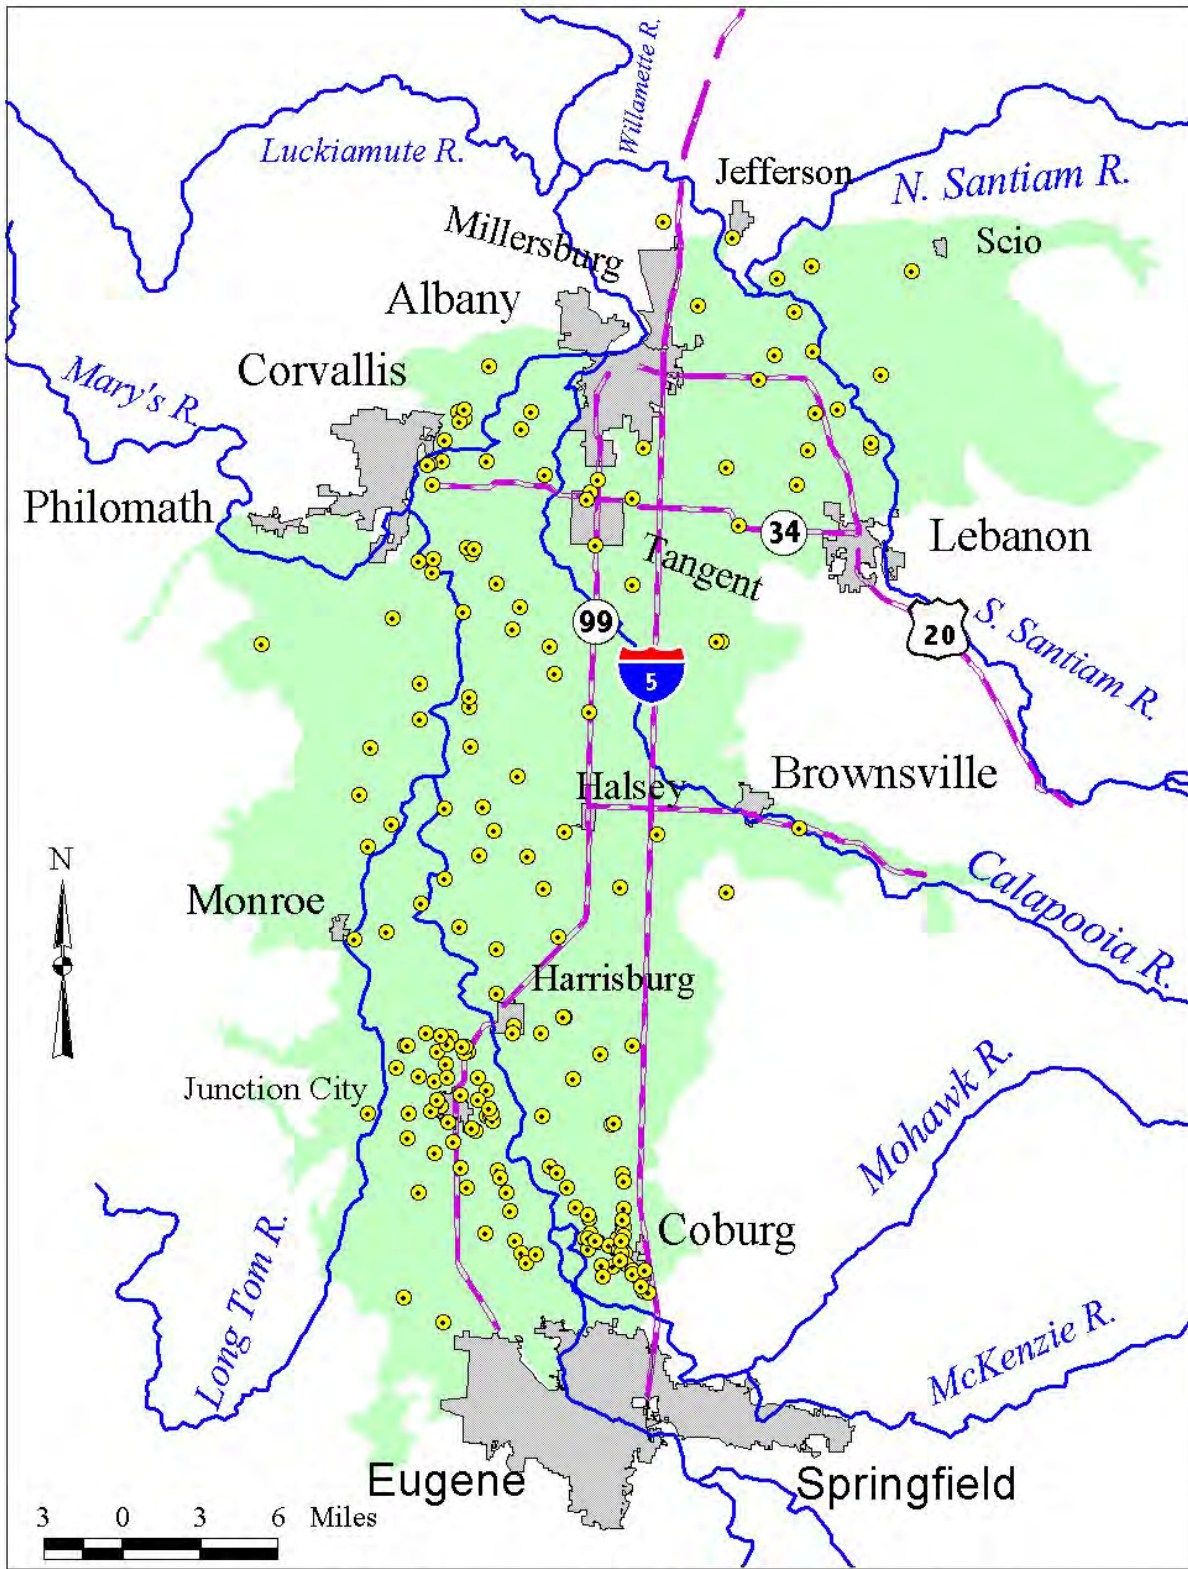 Willamette R.
Luckiamute R.
Jefferson
N. Santiam R.
Millersburg
Scio
Albany
Corvallis
Mary's R.
Philomath
34
Lebanon
Tangent
99
20
S. Santiam R.
5
Brownsville
Halsey
N
Calapooia R.
Monroe
Harrisburg
Junction City
Mohawk R.
Coburg
Long Tom R.
McKenzie R.
Eugene
Springfield
3 0 3 6 Miles